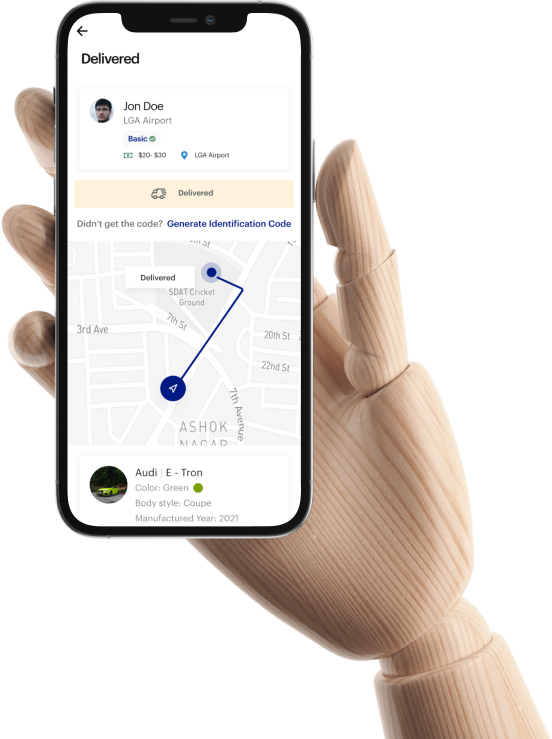 Delivered
Jon Doe
LGA Airport
Basic
$20- $30
LGA Airport
Delivered
Didn't get the code? Generate Identification Code
Delivered
SDAT Cricket
Ground
3rd Ave
7th St
20th St
22nd St
7th Avenue
ASHOK
NAGAR
Audi | E - Tron
Color: Green
Body style: Coupe
Manufactured Year: 2021